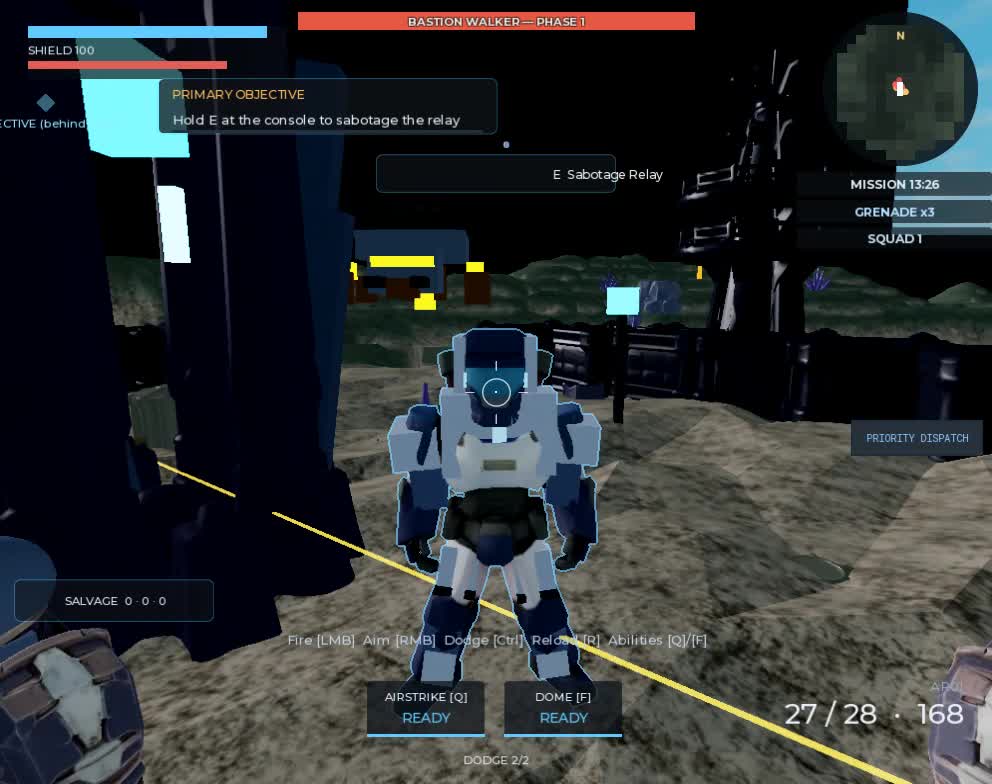 BASTION WALKER — PHASE 1
SHIELD 100
N
PRIMARY OBJECTIVE
Hold E at the console to sabotage the relay
ECTIVE (behind
E Sabotage Relay
MISSION 13:26
GRENADE x3
SQUAD 1
PRIORITY DISPATCH
SALVAGE 0 · 0 · 0
Fire [LMB] Aim [RMB] Dodge [Ctrl] Reload [R] Abilities [Q]/[F]
AIRSTRIKE [Q]
READY
DOME [F]
READY
27 / 28 · 168
DODGE 2/2